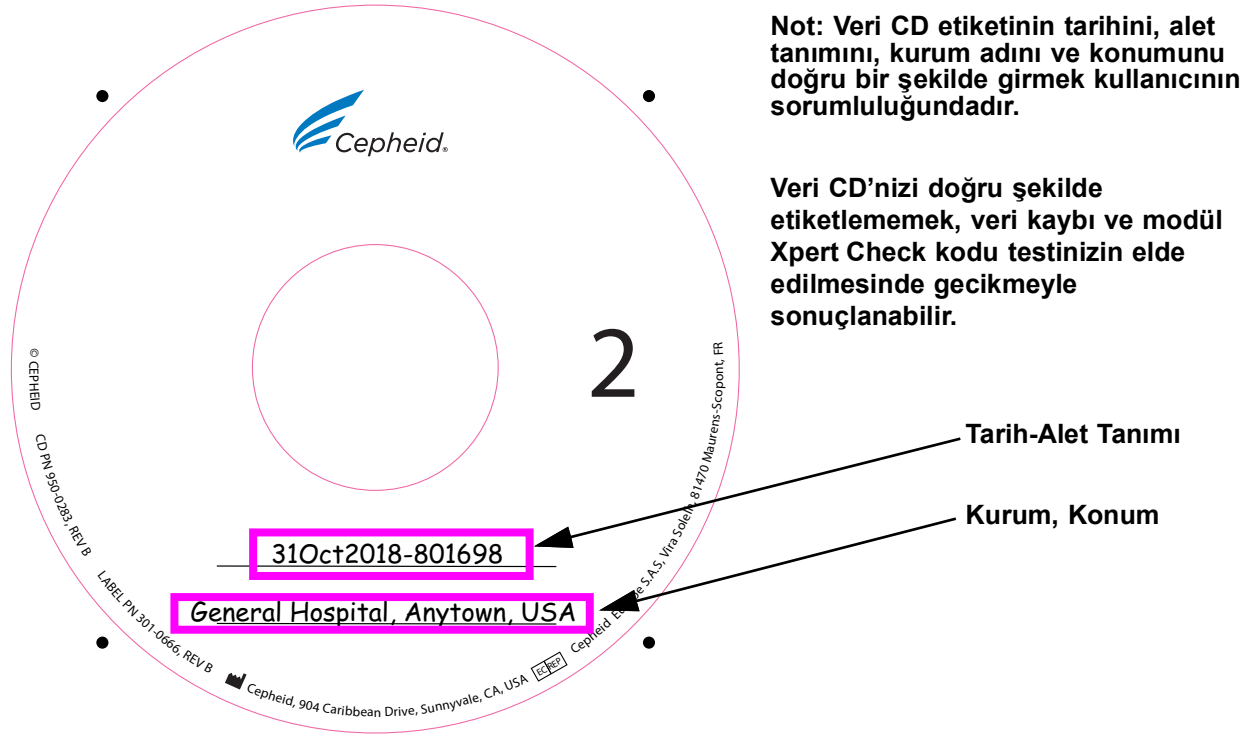 Not: Veri CD etiketinin tarihini, alet
tanımını, kurum adını ve konumunu
doğru bir şekilde girmek kullanıcının
sorumluluğundadır.
Cepheid.
Veri CD’nizi doğru şekilde
etiketlememek, veri kaybı ve modül
Xpert Check kodu testinizin elde
edilmesinde gecikmeyle
sonuçlanabilir.
2
Tarih-Alet Tanımı
Kurum, Konum
31Oct2018-801698
General Hospital, Anytown, USA
© CEPHEID CD PN 950-0283, REV B LABEL PN 301-0666, REV B Cepheid, 904 Caribbean Drive, Sunnyvale, CA, USA EC REP Cepheid S.A.S, Vira 81470 Maurens-Scopont, FR